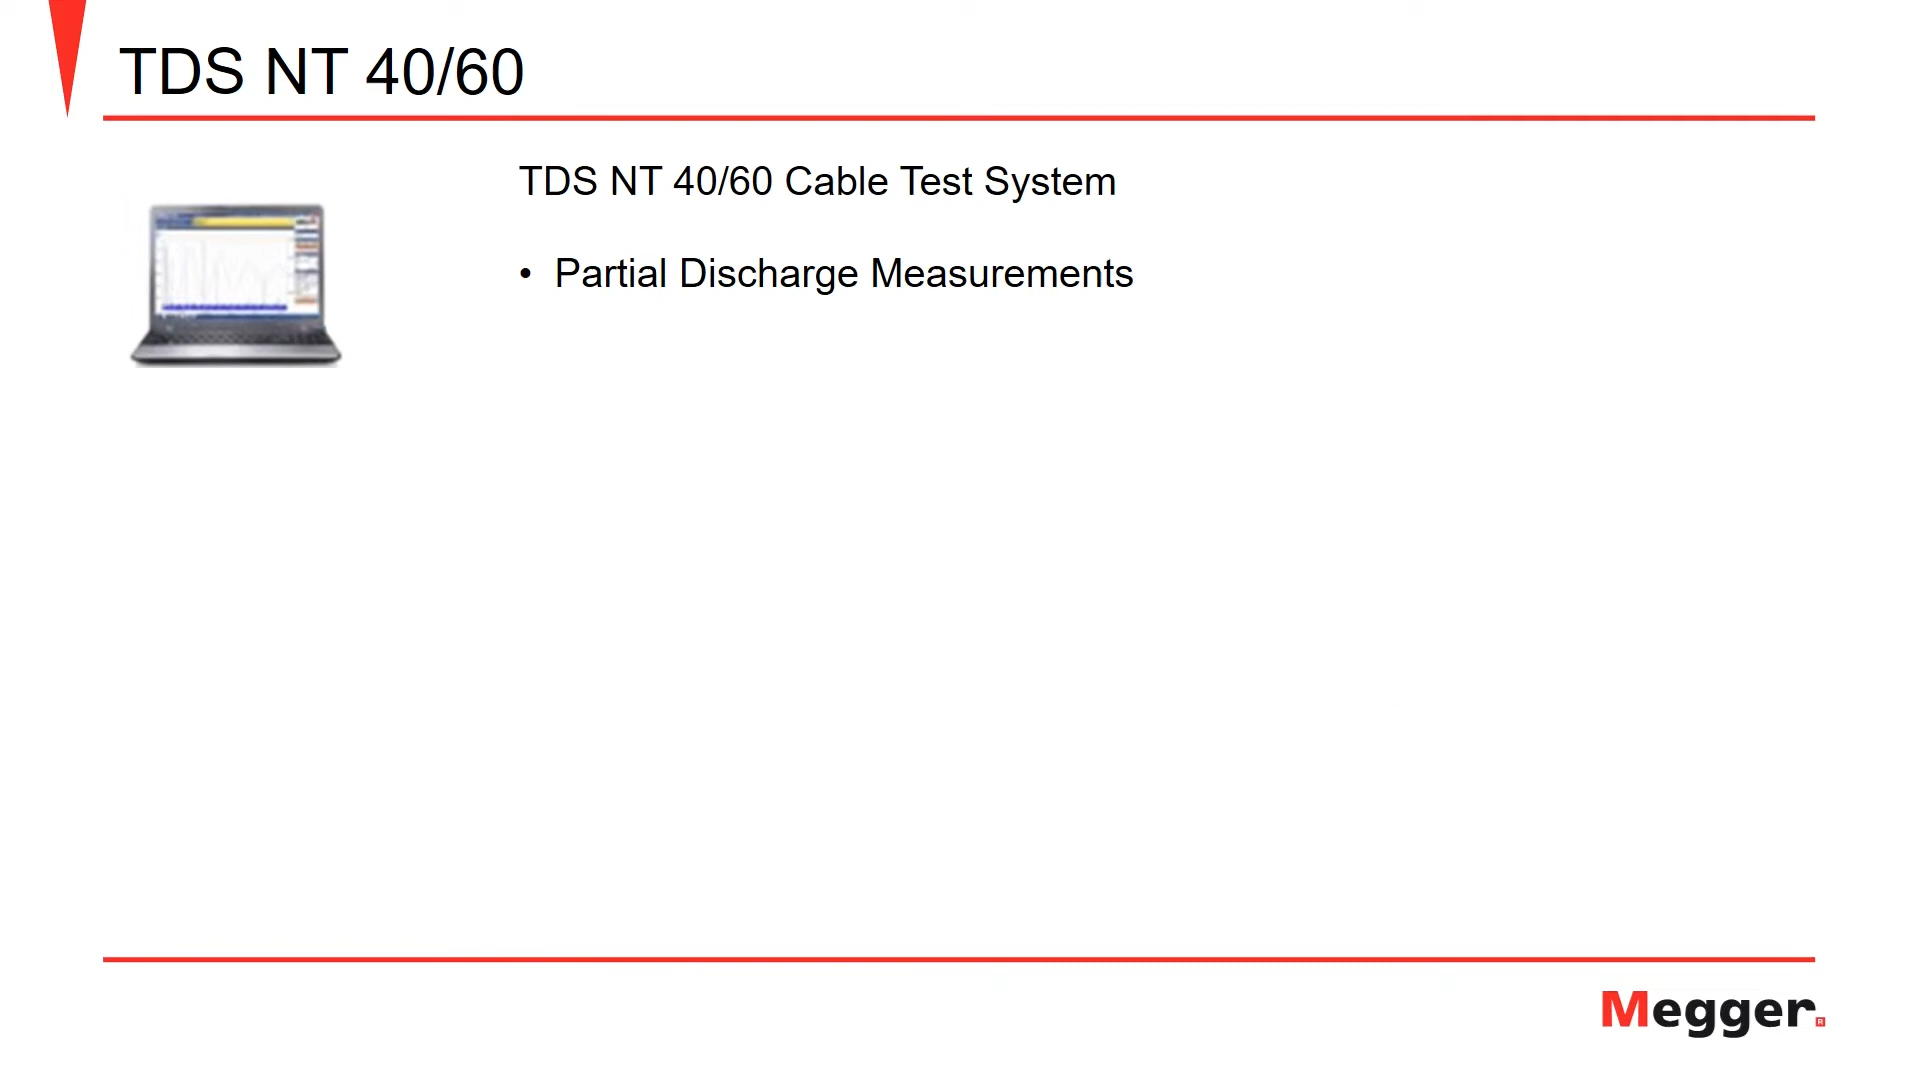 TDS NT 40/60
TDS NT 40/60 Cable Test System
• Partial Discharge Measurements
Megger.